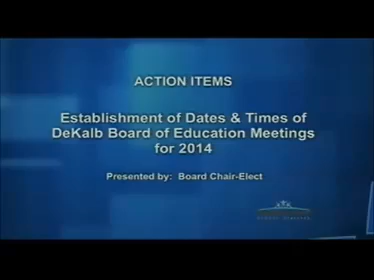 ACTION ITEMS
Establishment of Dates & Times of
DeKalb Board of Education Meetings
for 2014
Presented by: Board Chair-Elect